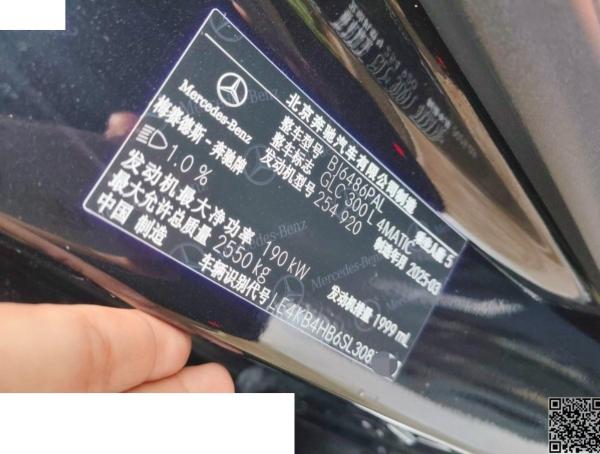 Mercedes-Benz
梅赛德斯-奔驰牌
1.0 %
北京奔驰汽车有限公司制造
整车型号 BJ6486PAL
整车标志 GLC 300 L 4MATIC 乘坐人数 5
发动机型号 254 920 制造年月 2025-03
发动机最大净功率 190 kW 发动机排量 1999 mL
最大允许总质量 2550 kg
中国 制造 车辆识别代号 LE4KB4HB6SL308